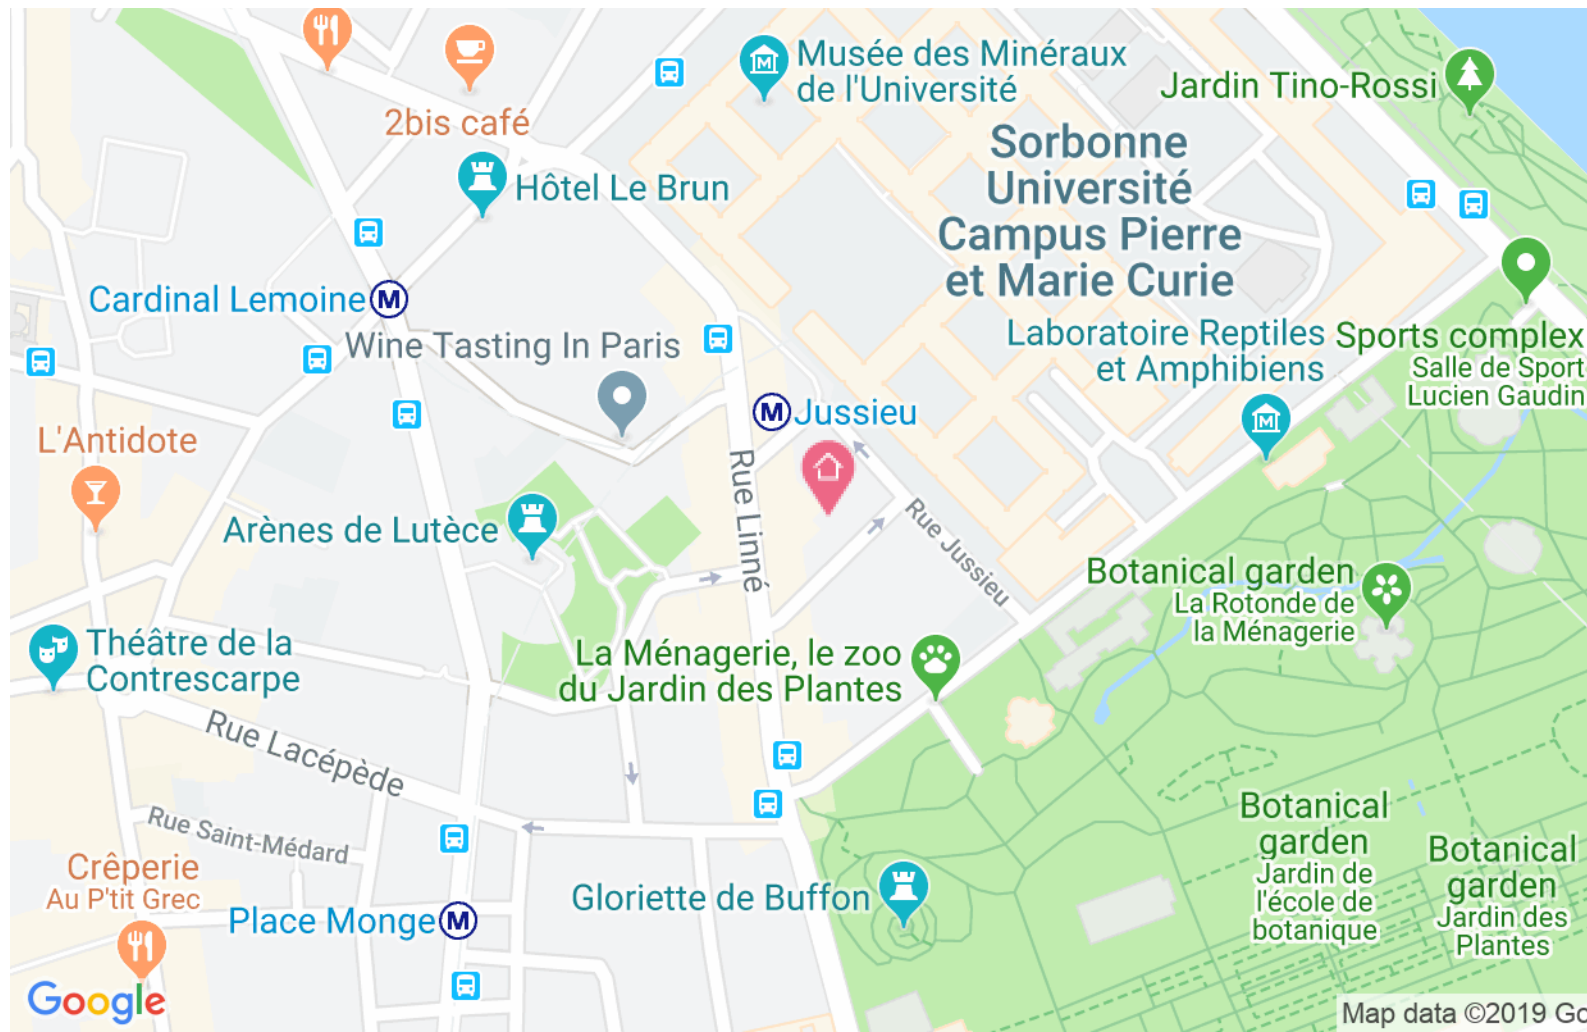 Musée des Minéraux
de l'Université
Jardin Tino-Rossi
2bis café
Sorbonne
Université
Campus Pierre
et Marie Curie
Hôtel Le Brun
Cardinal Lemoine
M
Wine Tasting In Paris
Laboratoire Reptiles
et Amphibiens
Sports complex
Salle de Sport
Lucien Gaudin
M
Jussieu
L'Antidote
Rue Linné
Arènes de Lutèce
Rue Jussieu
Botanical garden
La Rotonde de
la Ménagerie
Théâtre de la
Contrescarpe
La Ménagerie, le zoo
du Jardin des Plantes
Rue Lacépède
Rue Saint-Médard
Botanical
garden
Jardin de
l'école de
botanique
Botanical
garden
Jardin des
Plantes
Crêperie
Au P'tit Grec
Gloriette de Buffon
Place Monge
M
Google
Map data ©2019 Go